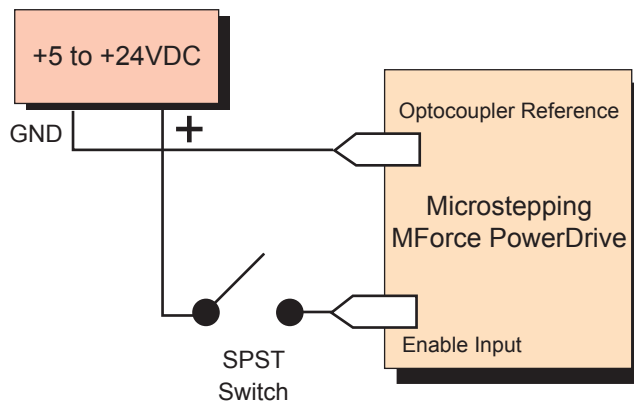 +5 to +24VDC
GND
+
Optocoupler Reference
Microstepping
MForce PowerDrive
Enable Input
SPST
Switch